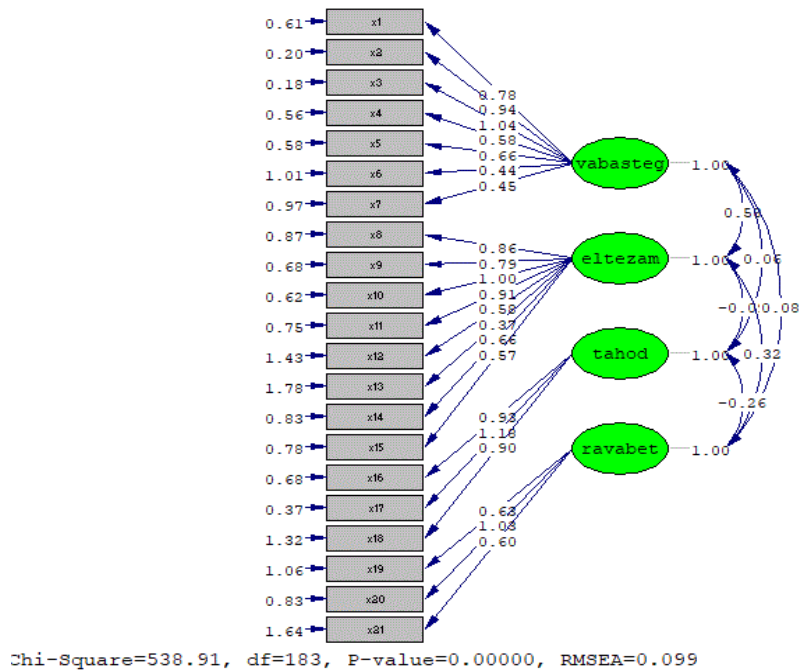 0.61 x1
0.20 x2
0.18 x3
0.56 x4
0.58 x5
1.01 x6
0.97 x7
0.87 x8
0.68 x9
0.62 x10
0.75 x11
1.43 x12
1.78 x13
0.83 x14
0.78 x15
0.68 x16
0.37 x17
1.32 x18
1.06 x19
0.83 x20
1.64 x21
0.78
0.94
1.04
0.58
0.66
0.44
0.45
0.86
0.79
1.00
0.91
0.58
0.37
0.66
0.57
0.93
1.18
0.90
0.63
1.03
0.60
vabasteg 1.00
eltezam 1.00
tahod 1.00
ravabet 1.00
0.06
0.08
0.32
-0.26
Chi-Square=538.91, df=183, P-value=0.00000, RMSEA=0.099